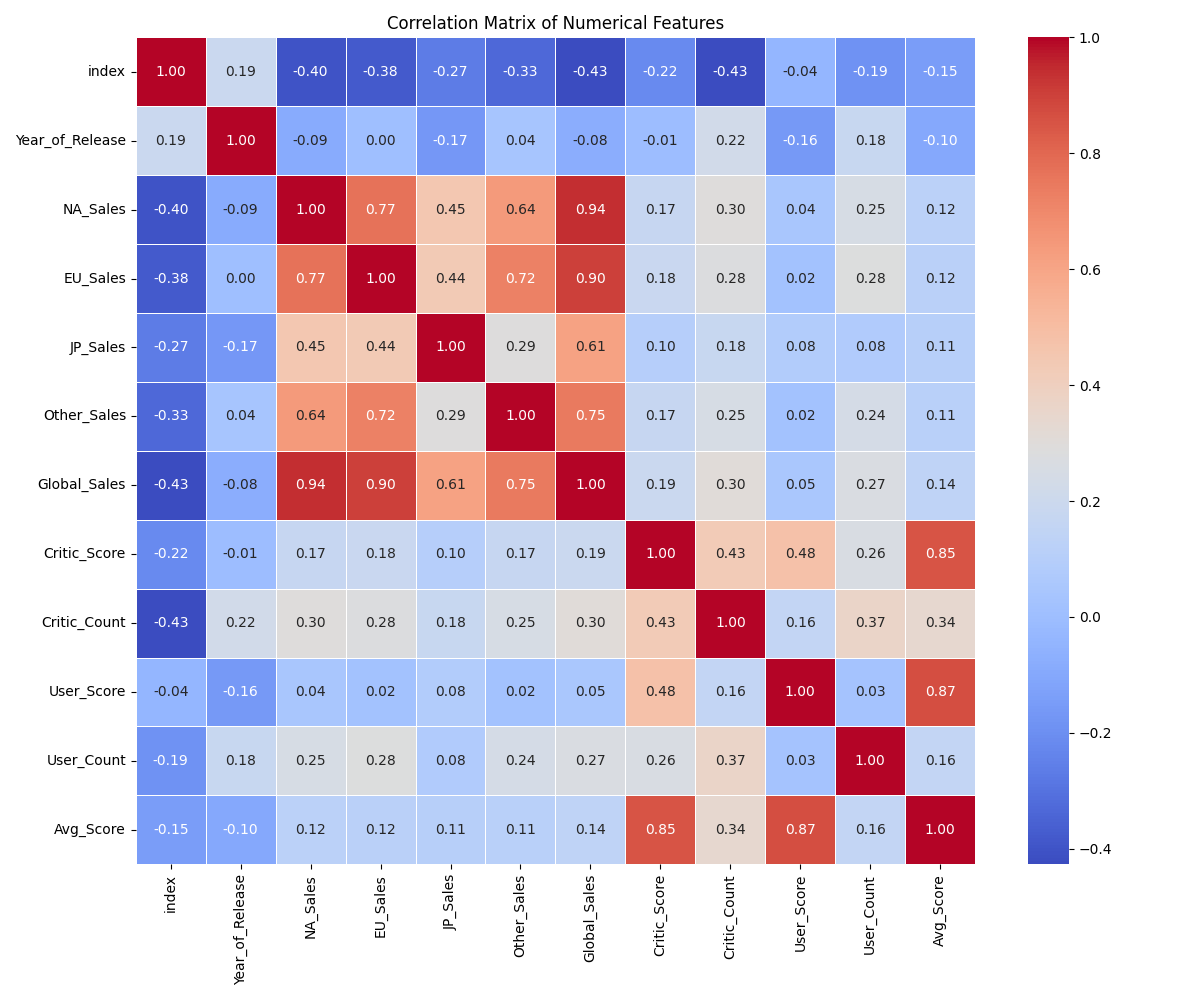 Correlation Matrix of Numerical Features
index 1.00 0.19 -0.40 -0.38 -0.27 -0.33 -0.43 -0.22 -0.43 -0.04 -0.19 -0.15
Year_of_Release 0.19 1.00 -0.09 0.00 -0.17 0.04 -0.08 -0.01 0.22 -0.16 0.18 -0.10
NA_Sales -0.40 -0.09 1.00 0.77 0.45 0.64 0.94 0.17 0.30 0.04 0.25 0.12
EU_Sales -0.38 0.00 0.77 1.00 0.44 0.72 0.90 0.18 0.28 0.02 0.28 0.12
JP_Sales -0.27 -0.17 0.45 0.44 1.00 0.29 0.61 0.10 0.18 0.08 0.08 0.11
Other_Sales -0.33 0.04 0.64 0.72 0.29 1.00 0.75 0.17 0.25 0.02 0.24 0.11
Global_Sales -0.43 -0.08 0.94 0.90 0.61 0.75 1.00 0.19 0.30 0.05 0.27 0.14
Critic_Score -0.22 -0.01 0.17 0.18 0.10 0.17 0.19 1.00 0.43 0.48 0.26 0.85
Critic_Count -0.43 0.22 0.30 0.28 0.18 0.25 0.30 0.43 1.00 0.16 0.37 0.34
User_Score -0.04 -0.16 0.04 0.02 0.08 0.02 0.05 0.48 0.16 1.00 0.03 0.87
User_Count -0.19 0.18 0.25 0.28 0.08 0.24 0.27 0.26 0.37 0.03 1.00 0.16
Avg_Score -0.15 -0.10 0.12 0.12 0.11 0.11 0.14 0.85 0.34 0.87 0.16 1.00
index
Year_of_Release
NA_Sales
EU_Sales
JP_Sales
Other_Sales
Global_Sales
Critic_Score
Critic_Count
User_Score
User_Count
Avg_Score
1.0
0.8
0.6
0.4
0.2
0.0
−0.2
−0.4